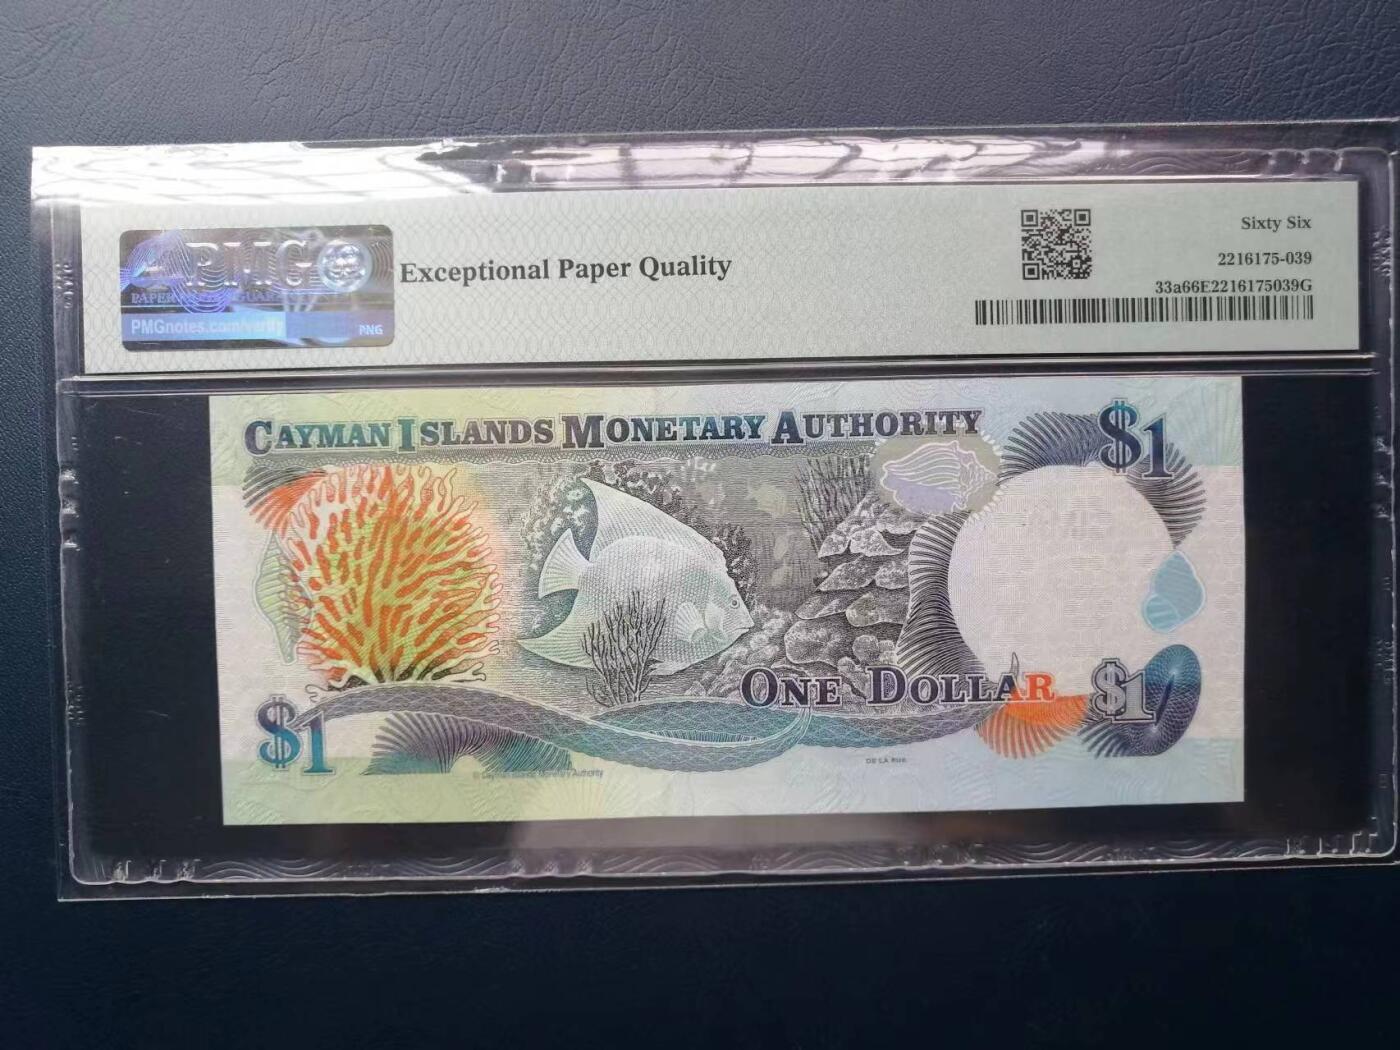 PMG
PAPER
PMGnotes.com/verify
PNG
Exceptional Paper Quality
Sixty Six
2216175-039
33a66E2216175039G
CAYMAN ISLANDS MONETARY AUTHORITY
$1
ONE DOLLAR
$1
$1
© Cayman Islands Monetary Authority
DE LA RUE